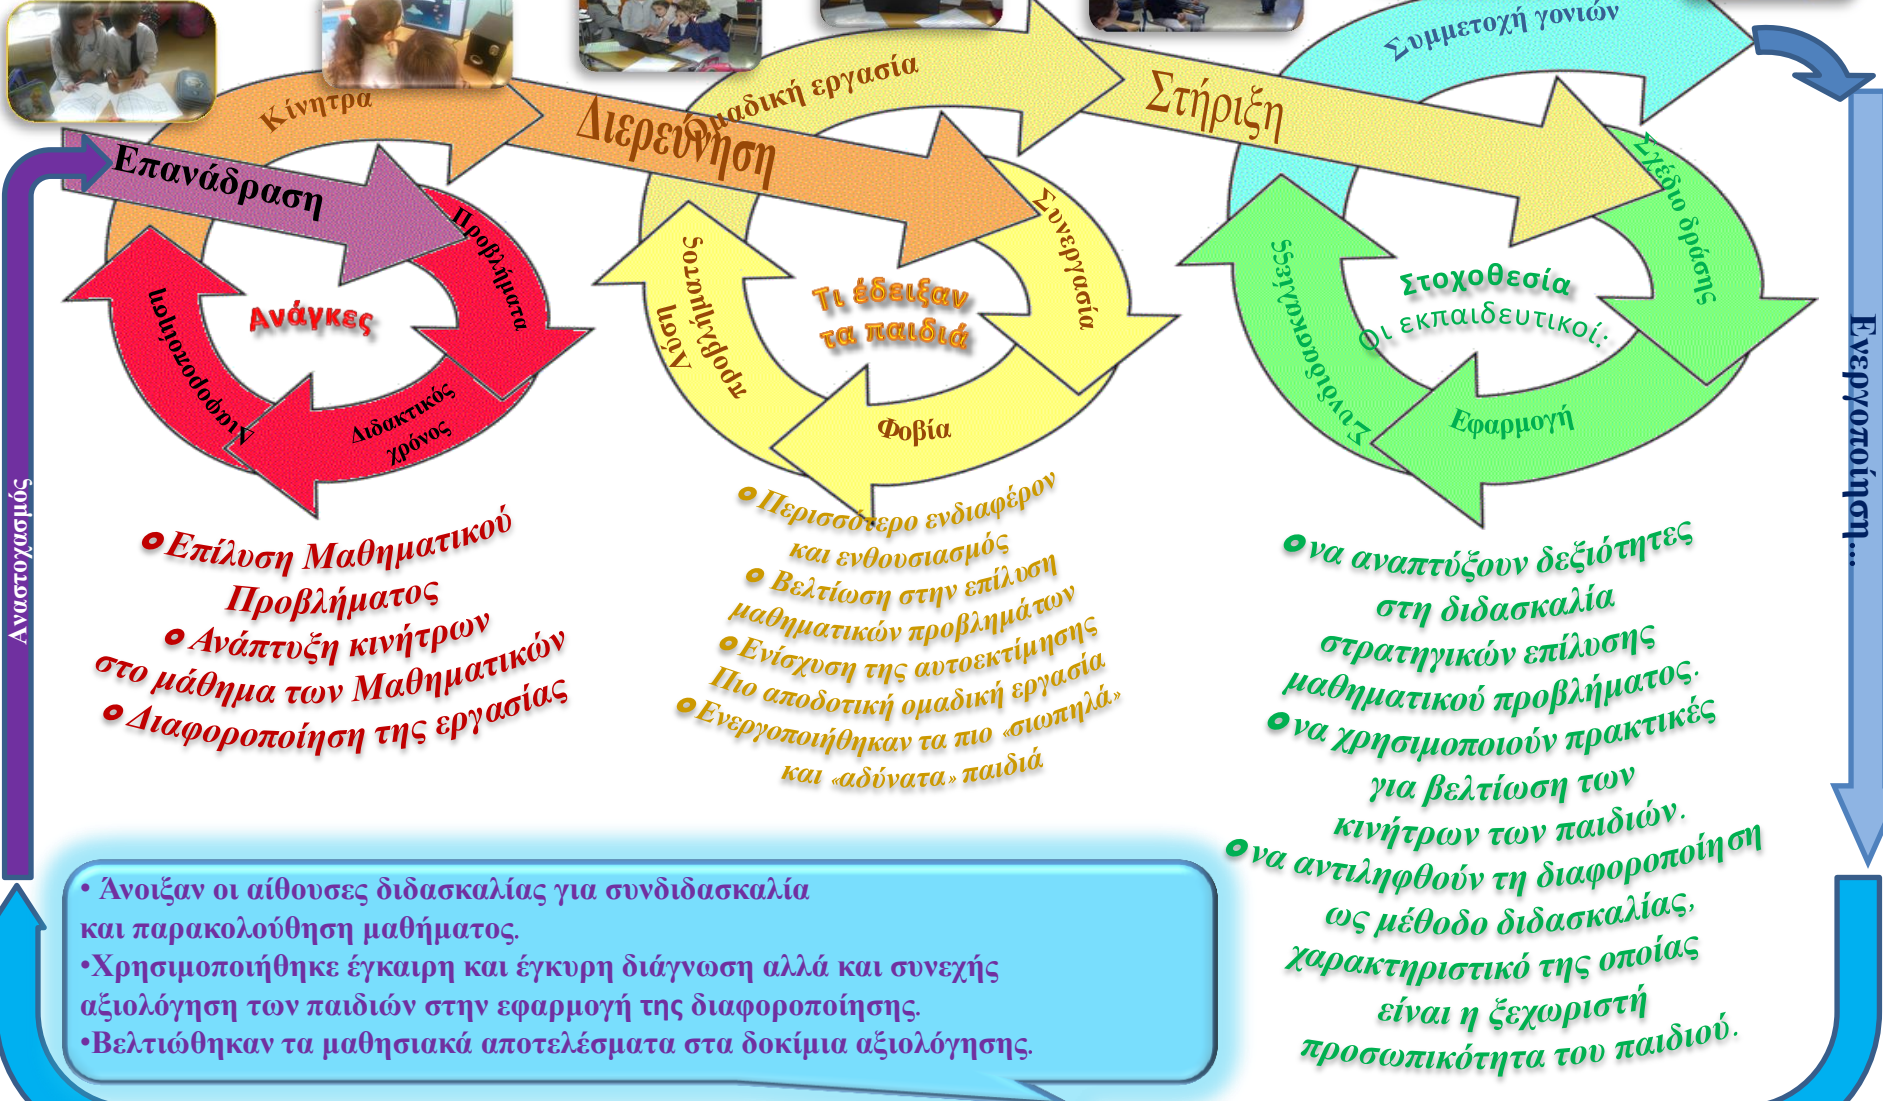 Συμμετοχή γονιών
Κίνητρα
Ομαδική εργασία
Στήριξη
Διερεύνηση
Επανάδραση
Προβλήματα
Συνεργασία
Σχέδιο δράσης
Διαφοροποίηση
Ανάγκες
Διδακτικός
χρόνος
Λύση
προβλήματος
Τι έδειξαν
τα παιδιά
Φοβία
Συνδιδασκαλίες
Στοχοθεσία
Οι εκπαιδευτικοί:
Εφαρμογή
Ενεργοποίηση...
Αναστοχασμός
Επίλυση Μαθηματικού
Προβλήματος
Ανάπτυξη κινήτρων
στο μάθημα των Μαθηματικών
Διαφοροποίηση της εργασίας
Περισσότερο ενδιαφέρον
και ενθουσιασμός
Βελτίωση στην επίλυση
μαθηματικών προβλημάτων
Ενίσχυση της αυτοεκτίμησης
Πιο αποδοτική ομαδική εργασία
Ενεργοποιήθηκαν τα πιο «σιωπηλά»
και «αδύνατα» παιδιά
να αναπτύξουν δεξιότητες
στη διδασκαλία
στρατηγικών επίλυσης
μαθηματικού προβλήματος.
να χρησιμοποιούν πρακτικές
για βελτίωση των
κινήτρων των παιδιών.
να αντιληφθούν τη διαφοροποίηση
ως μέθοδο διδασκαλίας,
χαρακτηριστικό της οποίας
είναι η ξεχωριστή
προσωπικότητα του παιδιού.
• Άνοιξαν οι αίθουσες διδασκαλίας για συνδιδασκαλία
και παρακολούθηση μαθήματος.
•Χρησιμοποιήθηκε έγκαιρη και έγκυρη διάγνωση αλλά και συνεχής
αξιολόγηση των παιδιών στην εφαρμογή της διαφοροποίησης.
•Βελτιώθηκαν τα μαθησιακά αποτελέσματα στα δοκίμια αξιολόγησης.